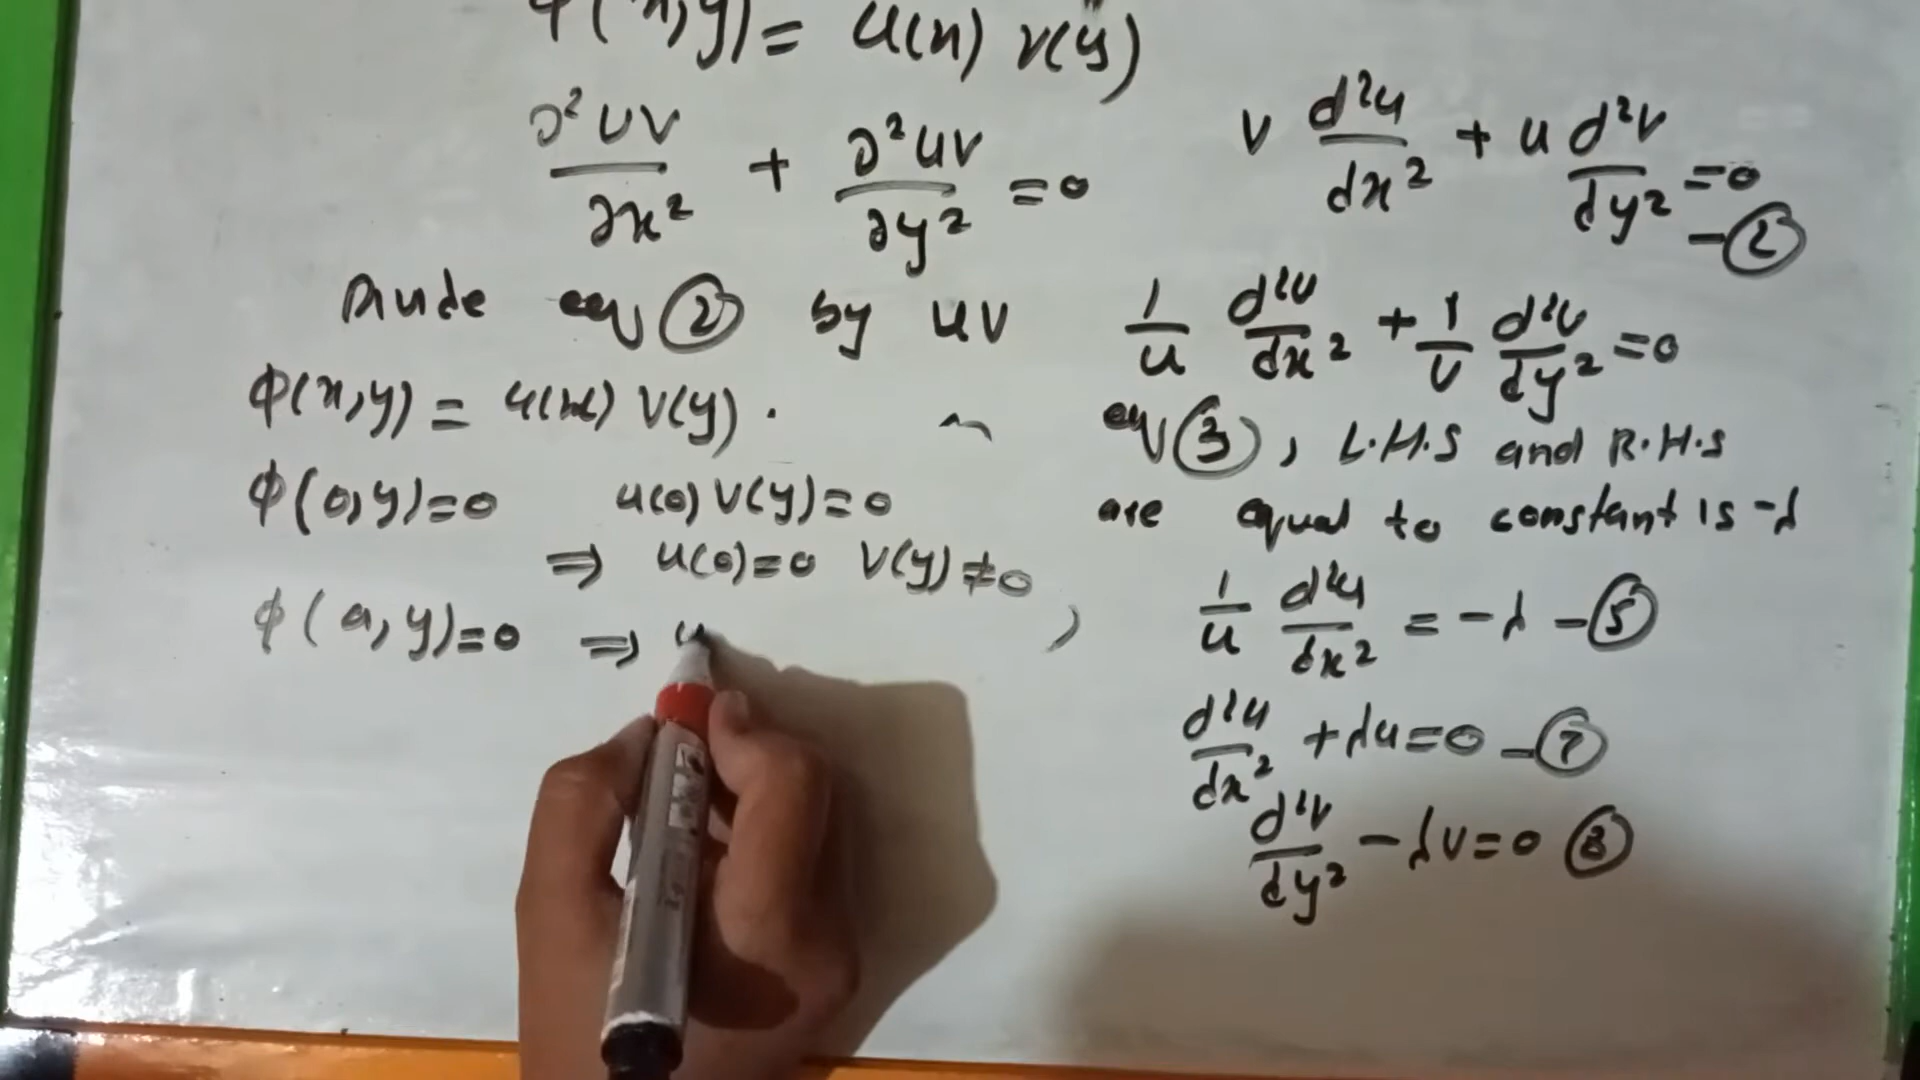 φ(x,y) = u(x) v(y)
∂²uv/∂x² + ∂²uv/∂y² = 0
v d²u/dx² + u d²v/dy² = 0 - ②
Divide eq ② by uv
1/u d²u/dx² + 1/v d²v/dy² = 0
φ(x,y) = u(x) v(y).
eq ③, L.H.S and R.H.S
are equal to constant is -λ
φ(0,y)=0 u(0) v(y)=0
⇒ u(0)=0 v(y)≠0,
φ(a,y)=0 ⇒ u
1/u d²u/dx² = -λ - ⑤
d²u/dx² + λu=0 - ⑦
d²v/dy² - λv=0 ⑧